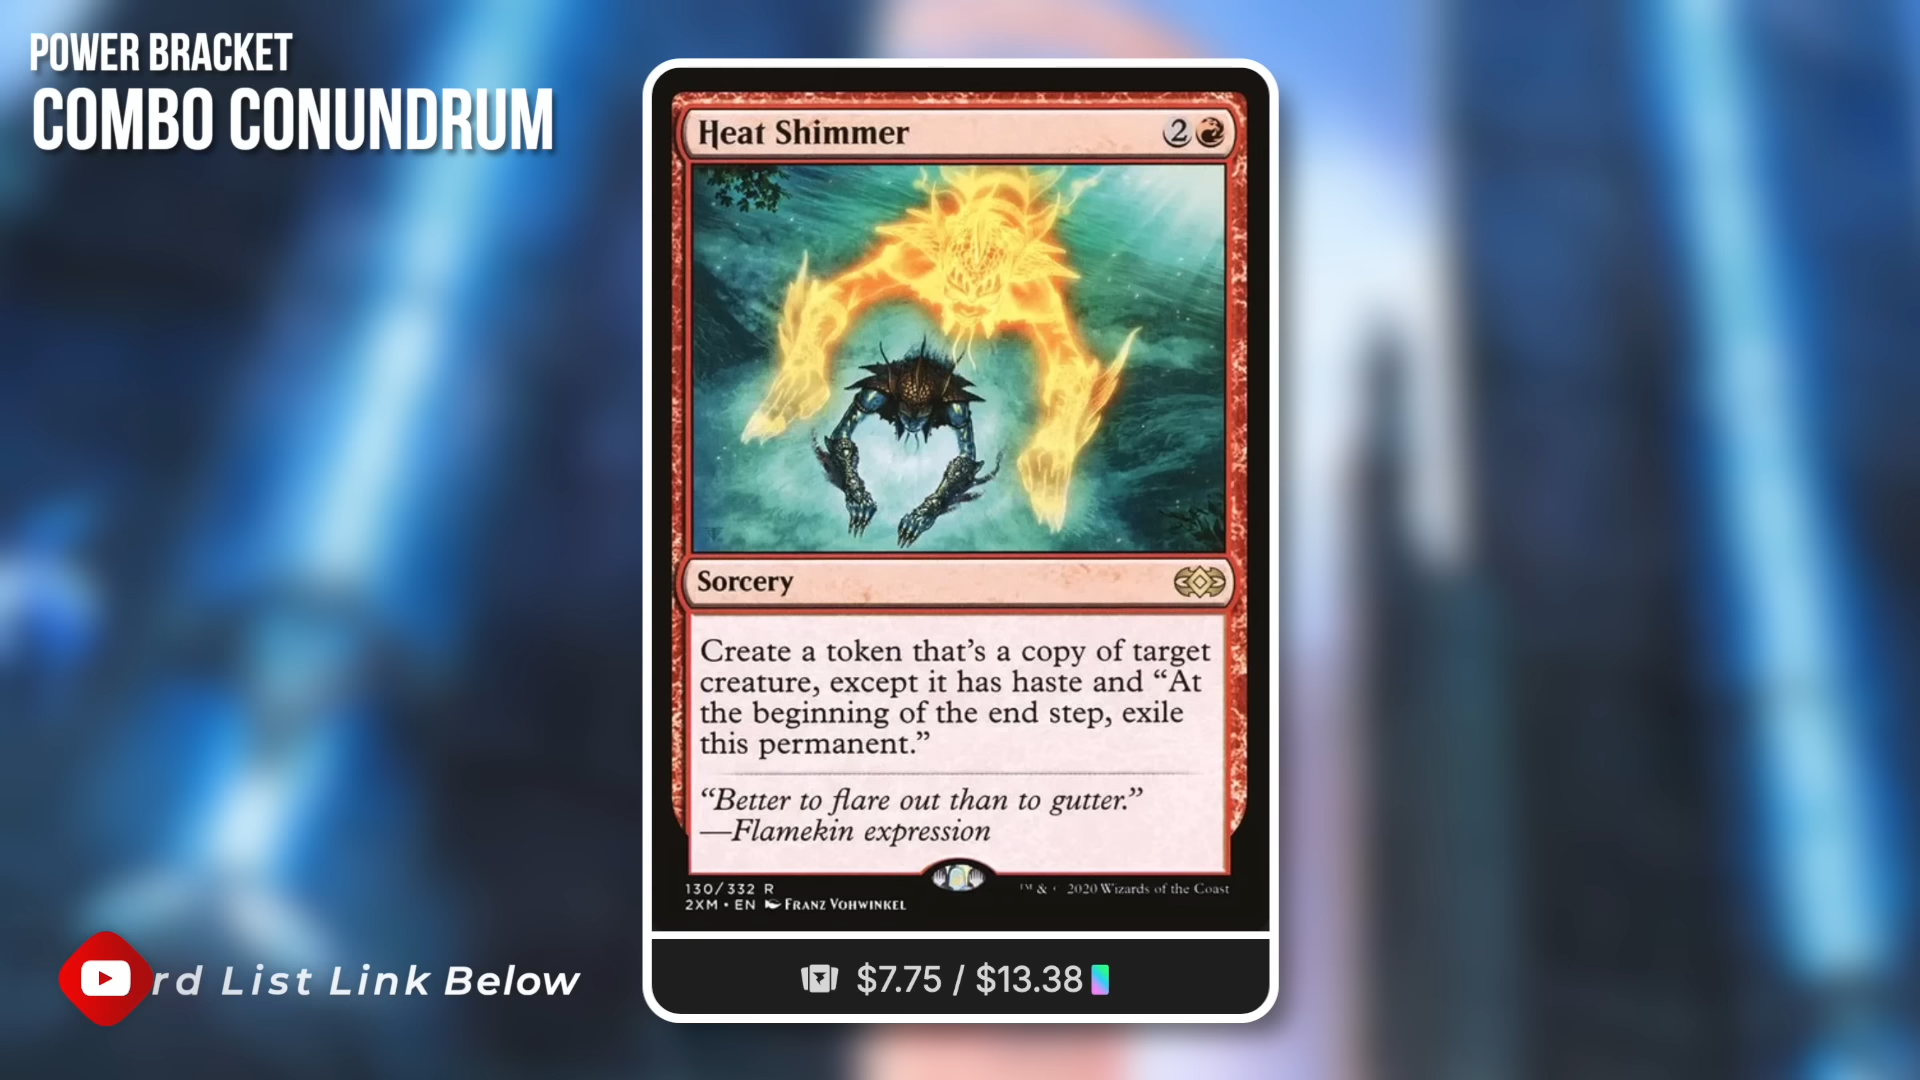 POWER BRACKET
COMBO CONUNDRUM
Heat Shimmer 2
Sorcery
Create a token that's a copy of target
creature, except it has haste and “At
the beginning of the end step, exile
this permanent.”
“Better to flare out than to gutter.”
—Flamekin expression
130/332 R
2XM • EN Franz Vohwinkel
™ & © 2020 Wizards of the Coast
rd List Link Below
$7.75 / $13.38